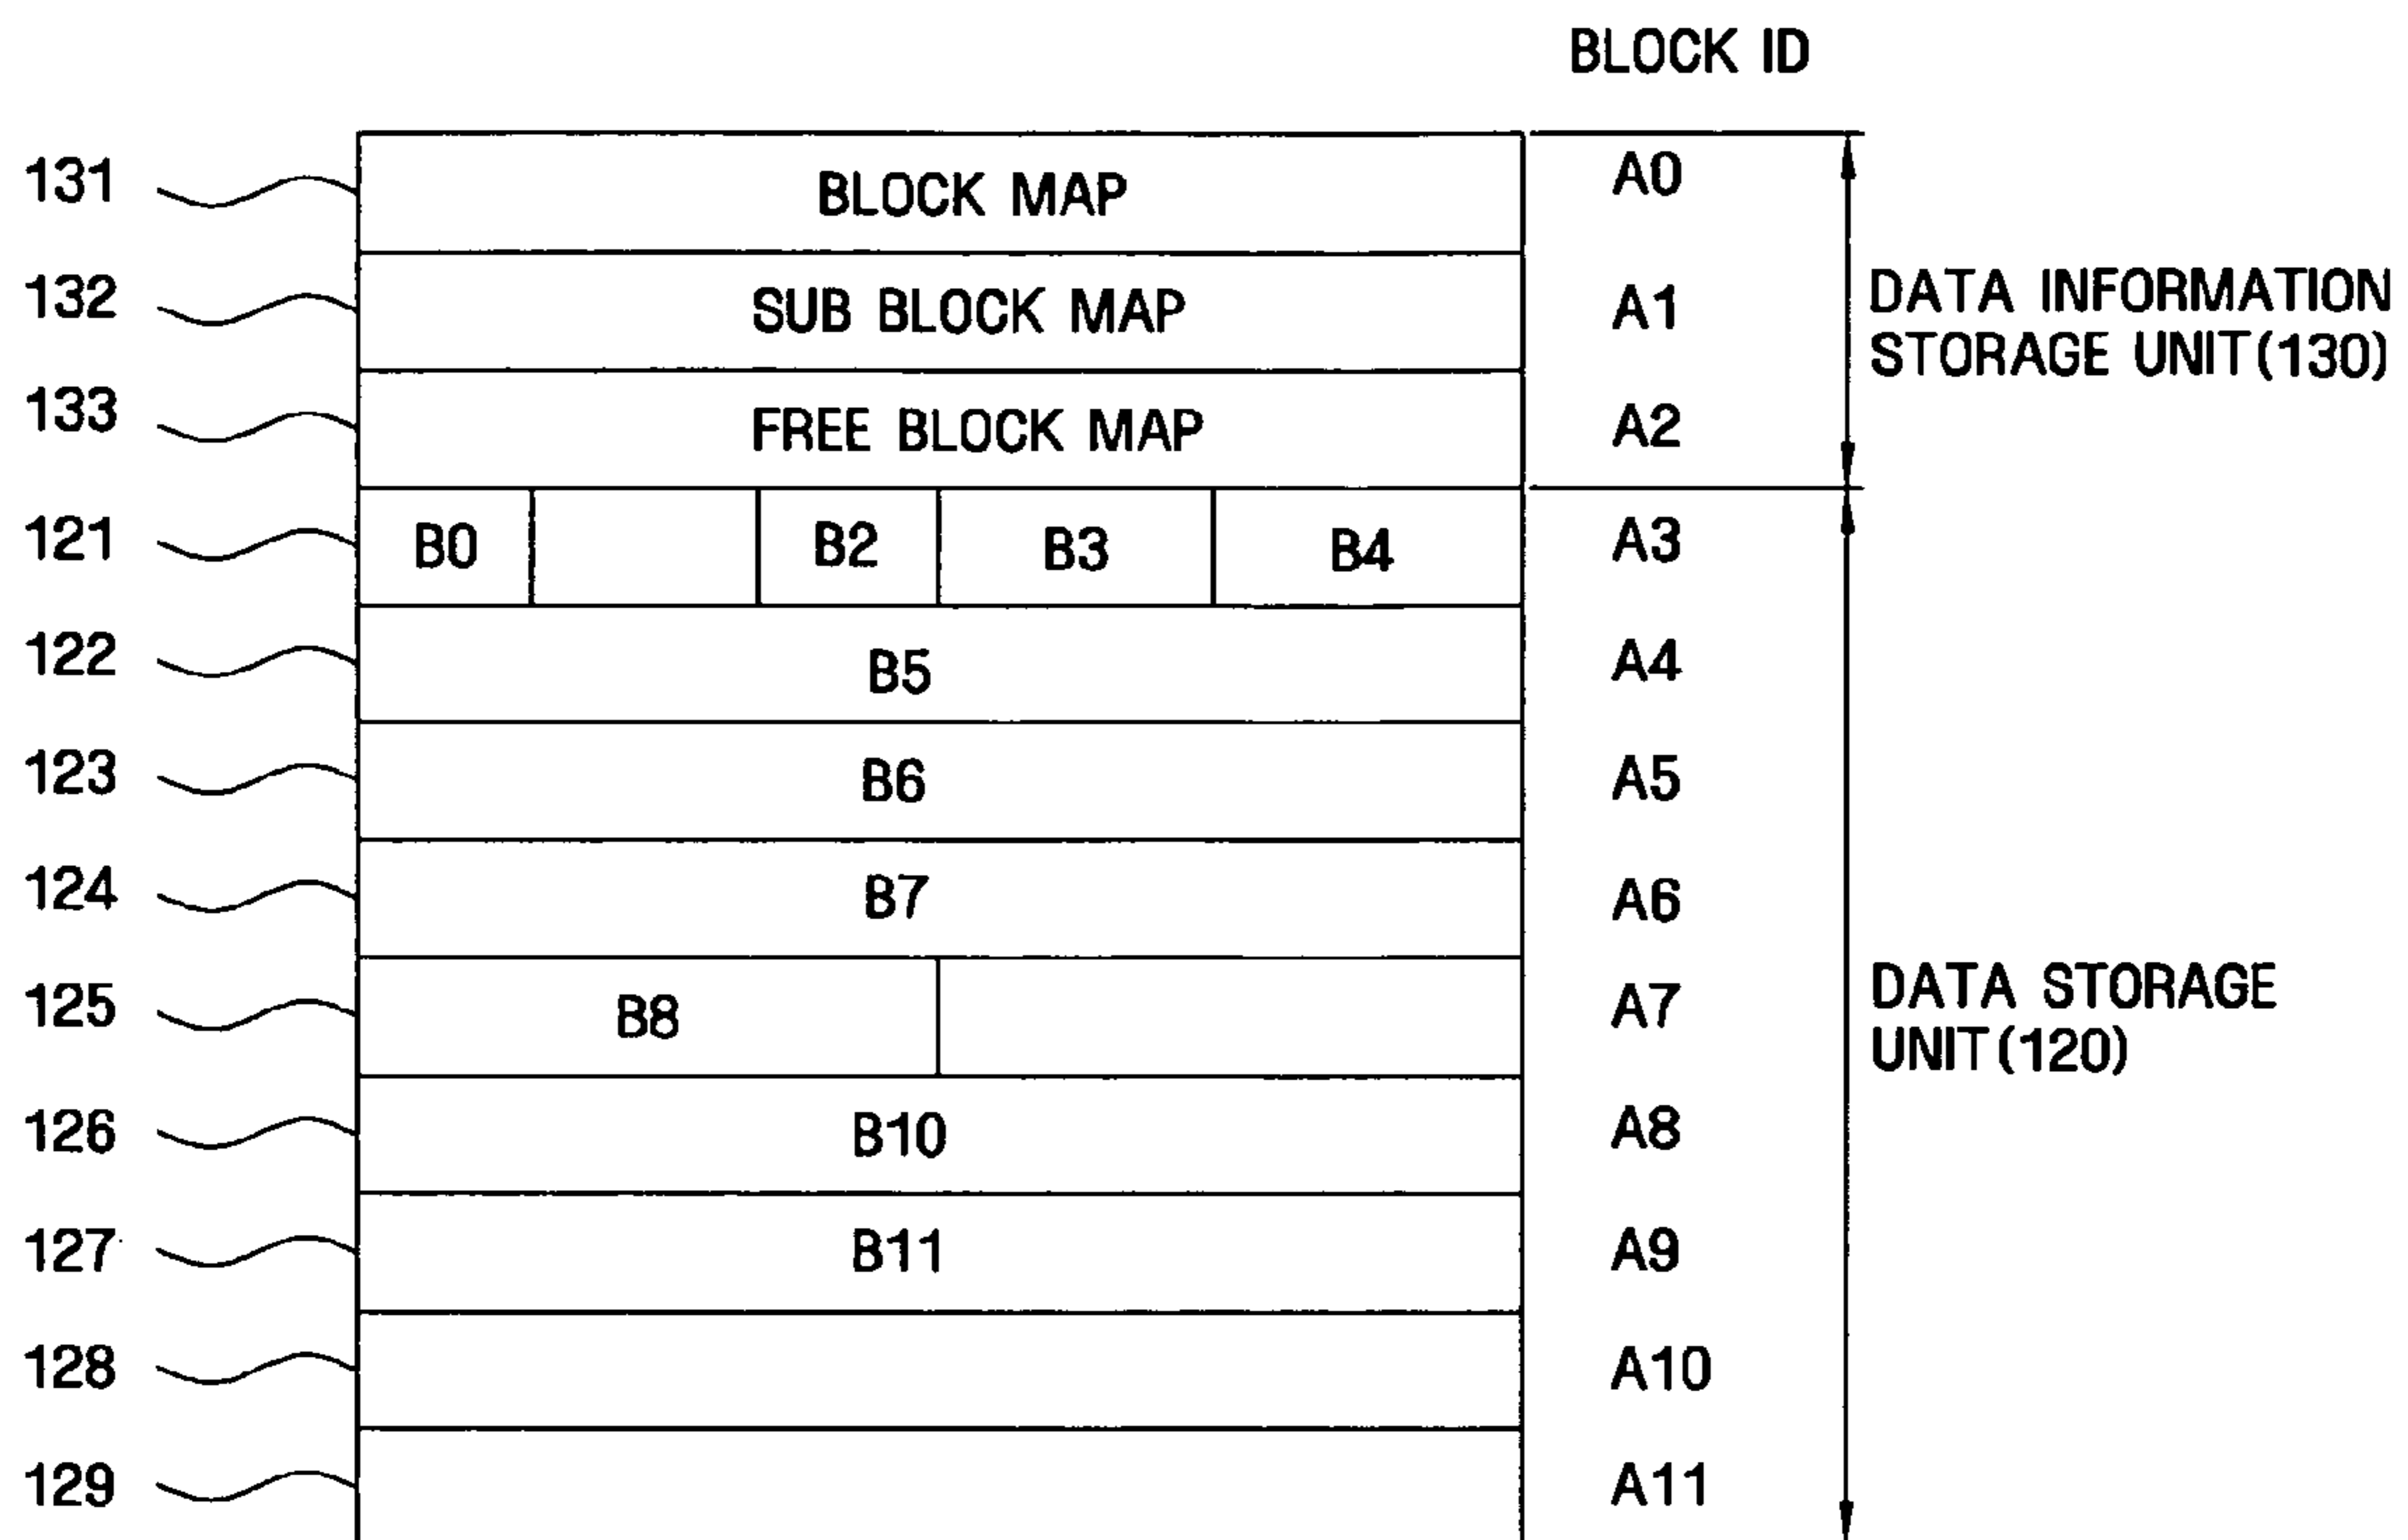 BLOCK ID
131 BLOCK MAP A0
132 SUB BLOCK MAP A1
DATA INFORMATION
STORAGE UNIT(130)
133 FREE BLOCK MAP A2
121 B0 B2 B3 B4 A3
122 B5 A4
123 B6 A5
124 B7 A6
125 B8 A7
DATA STORAGE
UNIT(120)
126 B10 A8
127 B11 A9
128 A10
129 A11